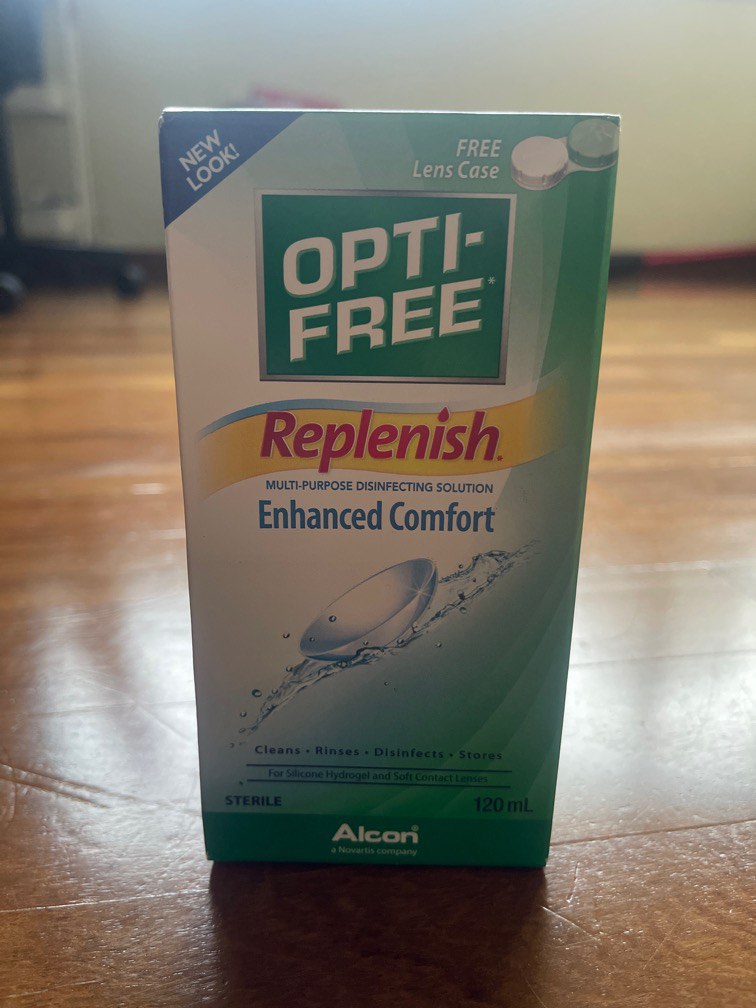 NEW
LOOK!
FREE
Lens Case
OPTI-
FREE*
Replenish.
MULTI-PURPOSE DISINFECTING SOLUTION
Enhanced Comfort
Cleans • Rinses • Disinfects • Stores
For Silicone Hydrogel and Soft Contact Lenses
STERILE
120 mL
Alcon®
a Novartis company